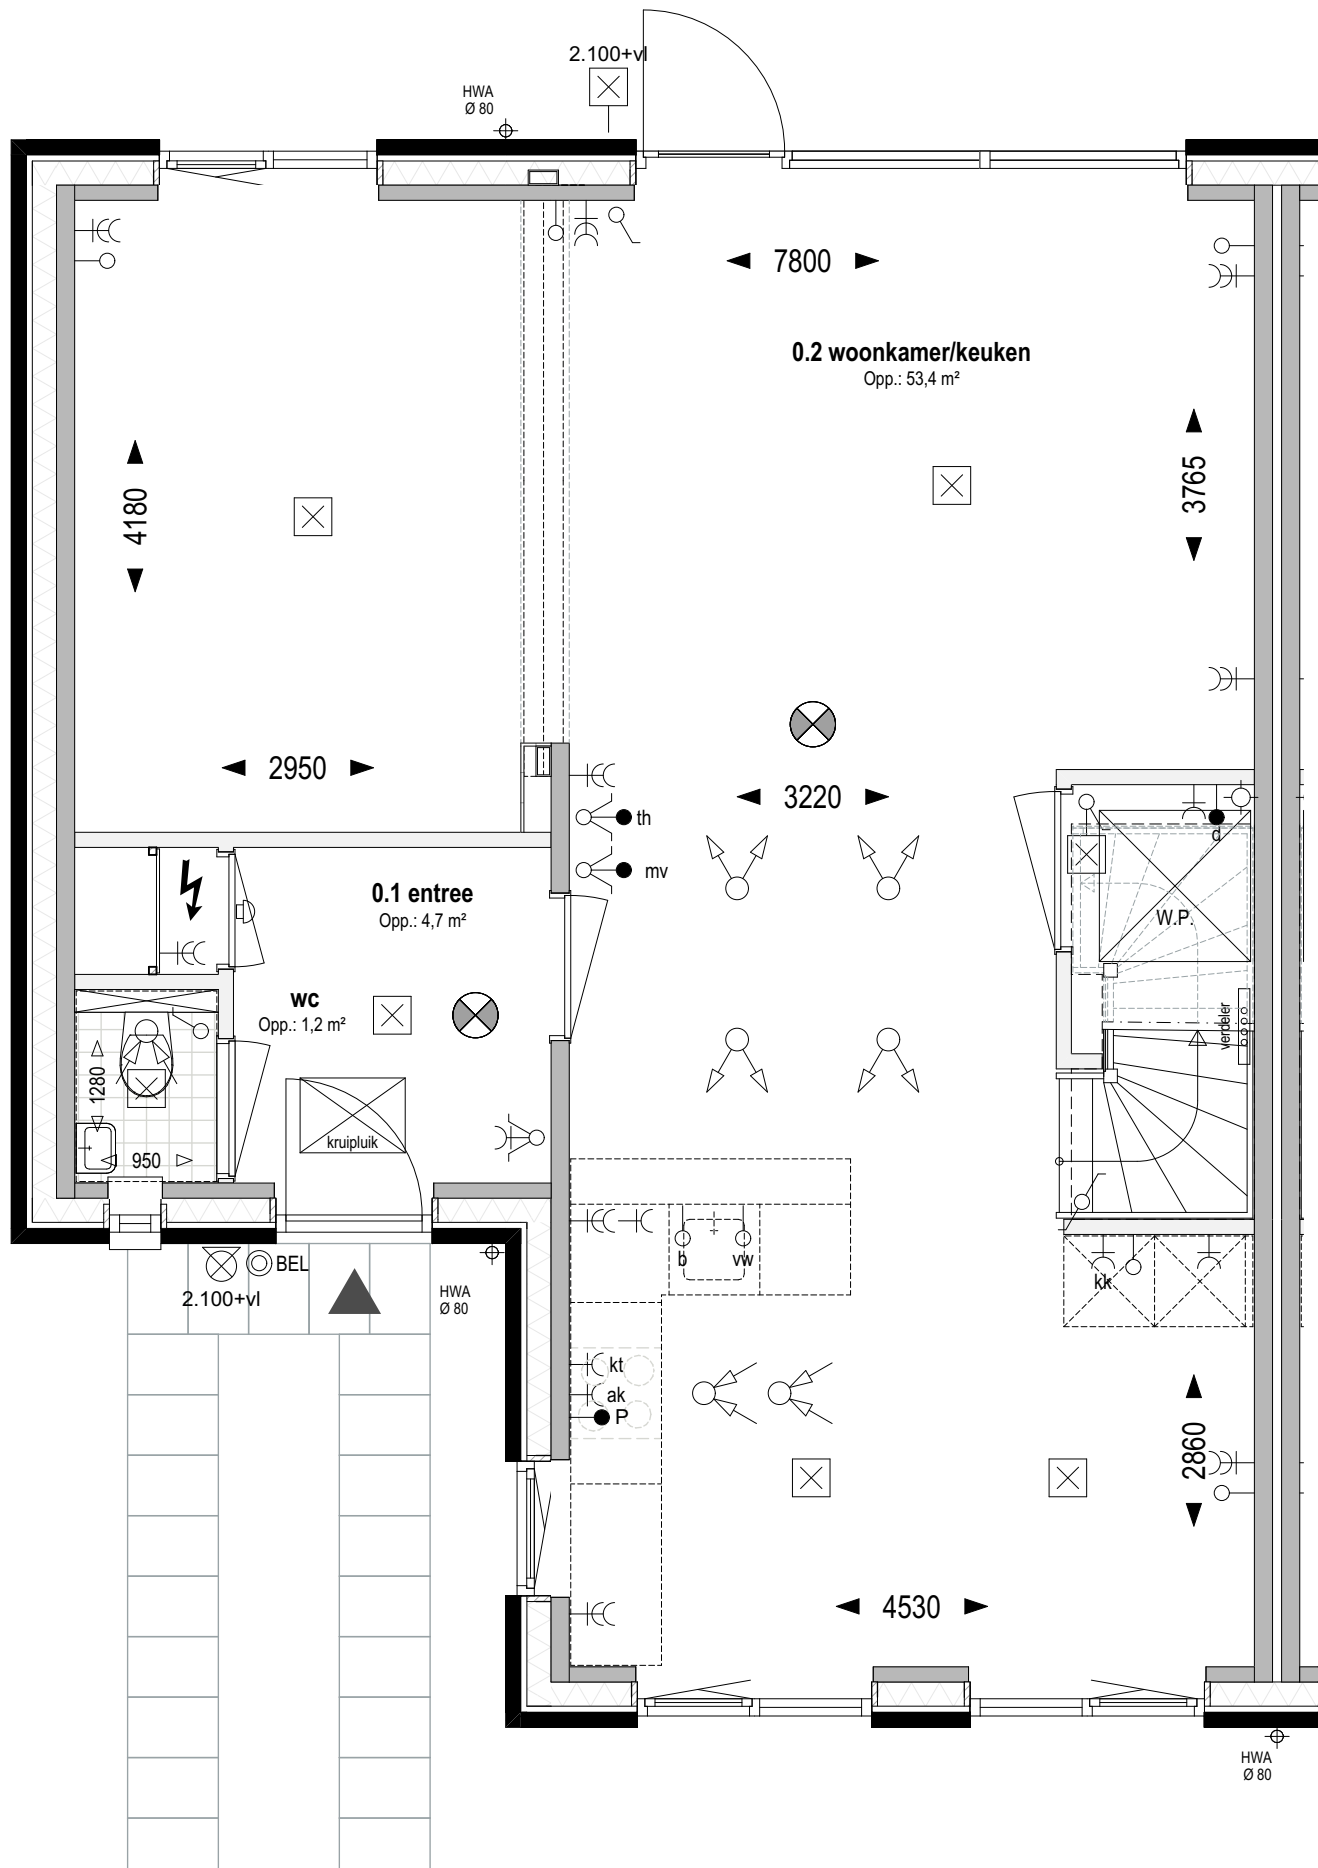 2.100+vl
HWA
Ø 80
7800
0.2 woonkamer/keuken
Opp.: 53,4 m²
4180
3765
2950
3220
th
mv
d
W.P.
0.1 entree
Opp.: 4,7 m²
wc
Opp.: 1,2 m²
verdeler
1280
950
kruipluik
b
vw
BEL
2.100+vl
HWA
Ø 80
kk
kt
ak
P
2860
4530
HWA
Ø 80